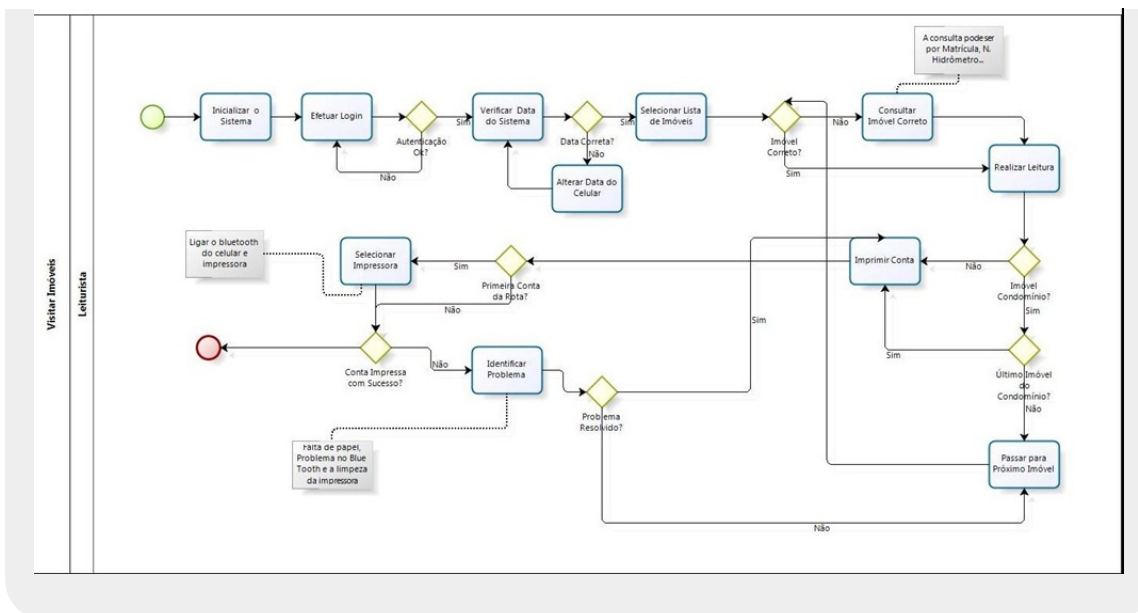 Visitar Imóveis
Leiturista
A consulta podeser
por Matrícula, N.
Hidrômetro...
Inicializar o
Sistema
Efetuar Login
Autenticação
Ok?
Sim
Não
Verificar Data
do Sistema
Data Correta?
Sim
Não
Alterar Data do
Celular
Selecionar Lista
de Imóveis
Imóvel
Correto?
Não
Sim
Consultar
Imóvel Correto
Realizar Leitura
Ligar o bluetooth
do celular e
impressora
Selecionar
Impressora
Sim
Primeira Conta
da Rota?
Não
Imprimir Conta
Não
Imóvel
Condomínio?
Sim
Sim
Último Imóvel
do
Condomínio?
Não
Conta Impressa
com Sucesso?
Não
Identificar
Problema
Sim
Problema
Resolvido?
Falta de papel,
Problema no Blue
Tooth e a limpeza
da impressora
Passar para
Próximo Imóvel
Não